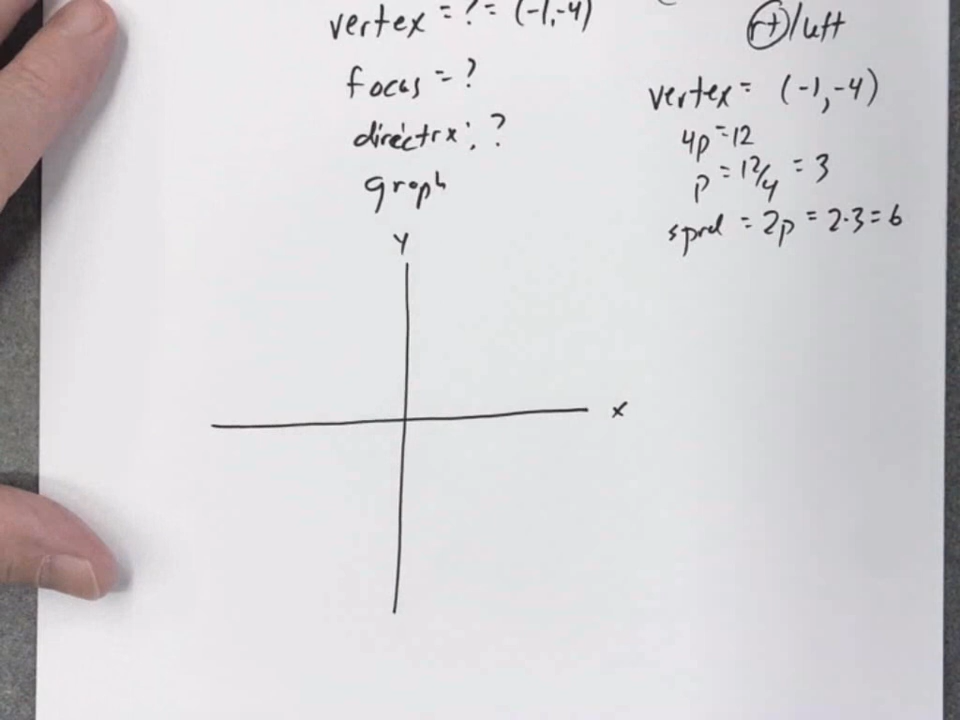 vertex = ? = (-1,-4)
focus = ?
directrx : ?
graph
y
x
rt/left
vertex = (-1,-4)
4p = 12
p = 12/4 = 3
sprd = 2p = 2·3 = 6